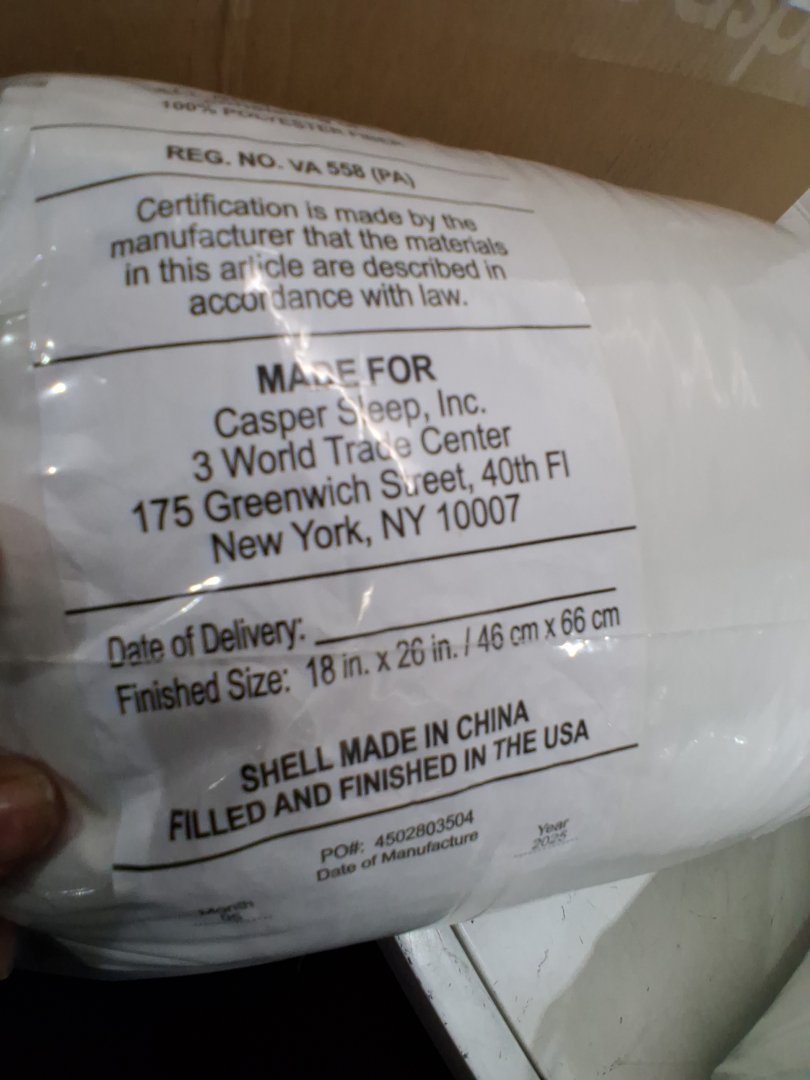 100% POLYESTER FIBER
REG. NO. VA 558 (PA)
Certification is made by the
manufacturer that the materials
in this article are described in
accordance with law.
MADE FOR
Casper Sleep, Inc.
3 World Trade Center
175 Greenwich Street, 40th Fl
New York, NY 10007
Date of Delivery:
Finished Size: 18 in. x 26 in. / 46 cm x 66 cm
SHELL MADE IN CHINA
FILLED AND FINISHED IN THE USA
PO#: 4502803504
Date of Manufacture
Year
2025
Month